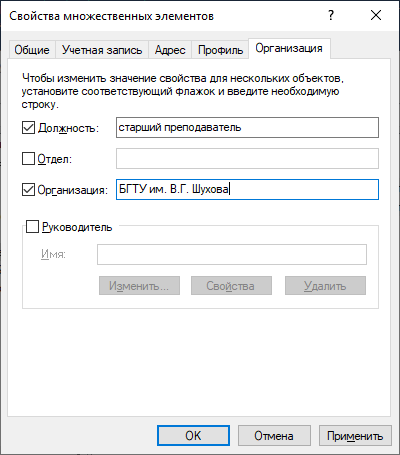 Свойства множественных элементов ? ×
Общие Учетная запись Адрес Профиль Организация
Чтобы изменить значение свойства для нескольких объектов,
установите соответствующий флажок и введите необходимую
строку.
Должность: старший преподаватель
Отдел:
Организация: БГТУ им. В.Г. Шухова
Руководитель
Имя:
Изменить... Свойства Удалить
OK Отмена Применить